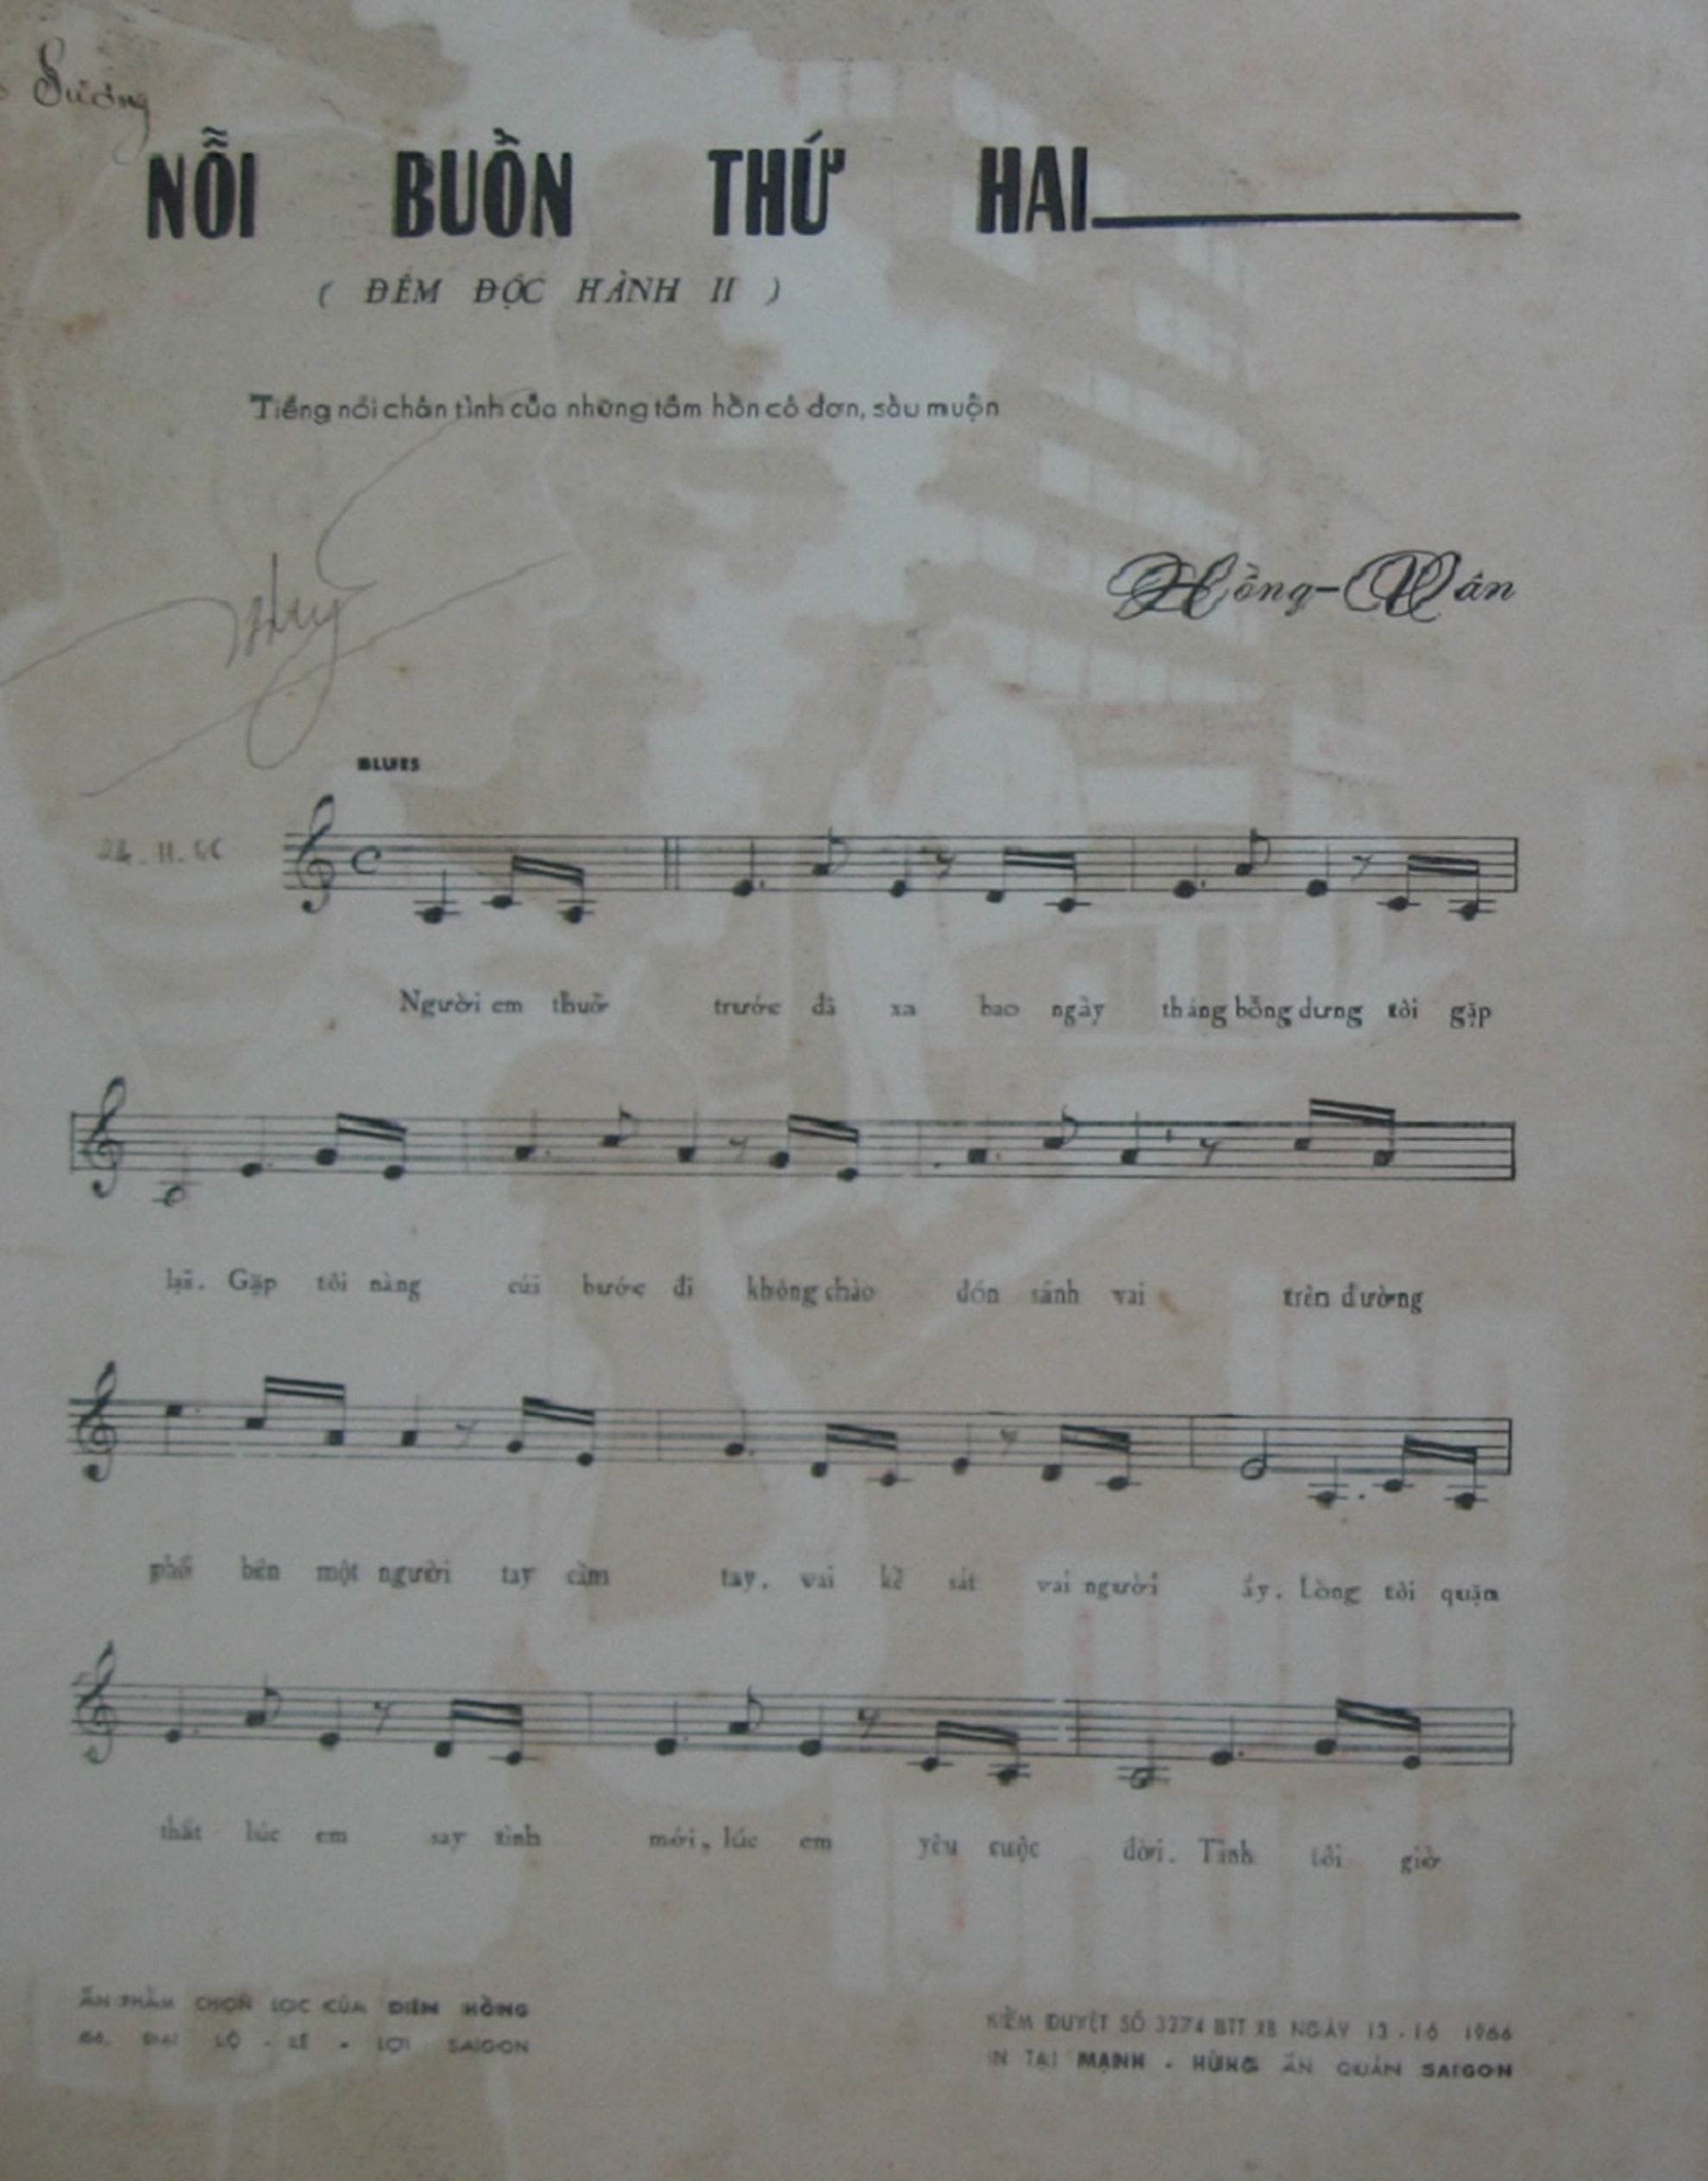 Sương
NỖI BUỒN THỨ HAI
( ĐÊM ĐỘC HÀNH II )
Tiếng nói chân tình của những tâm hồn cô đơn, sầu muộn
Hồng-Vân
BLUES
24.11.66
Người em thuở trước đã xa bao ngày tháng bỗng dưng tôi gặp
lại. Gặp tôi nàng cúi bước đi không chào đón sánh vai trên đường
phố bên một người tay cầm tay, vai kề sát vai người ấy. Lòng tôi quặn
thắt lúc em say tình mới, lúc em yêu cuộc đời. Tình tôi giờ
ẤN PHẨM CHỌN LỌC CỦA DIÊN HỒNG
ĐẠI LỘ - LÊ - LỢI SAIGON
KIỂM DUYỆT SỐ 3374 BTT XB NGÀY 13-10 1966
IN TẠI MẠNH - HÙNG ẤN QUÁN SAIGON